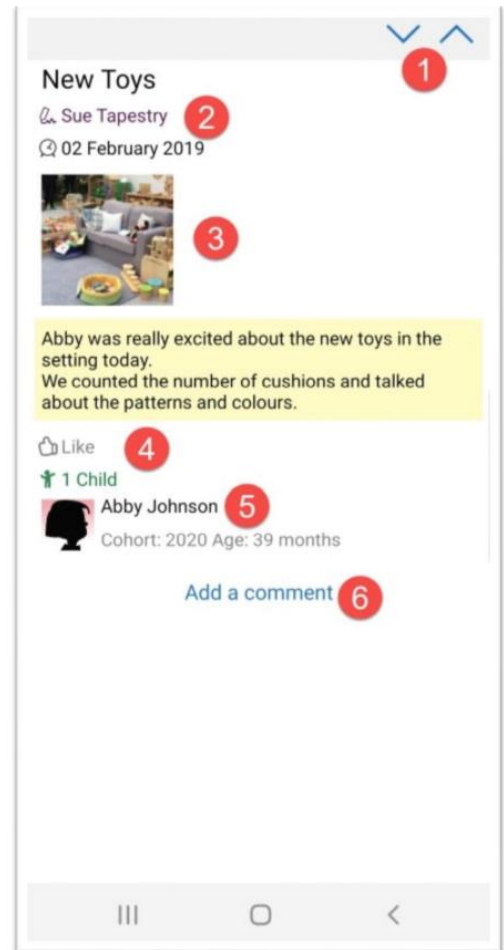 1
New Toys
Sue Tapestry 2
02 February 2019
3
Abby was really excited about the new toys in the
setting today.
We counted the number of cushions and talked
about the patterns and colours.
Like 4
1 Child
Abby Johnson 5
Cohort: 2020 Age: 39 months
Add a comment 6